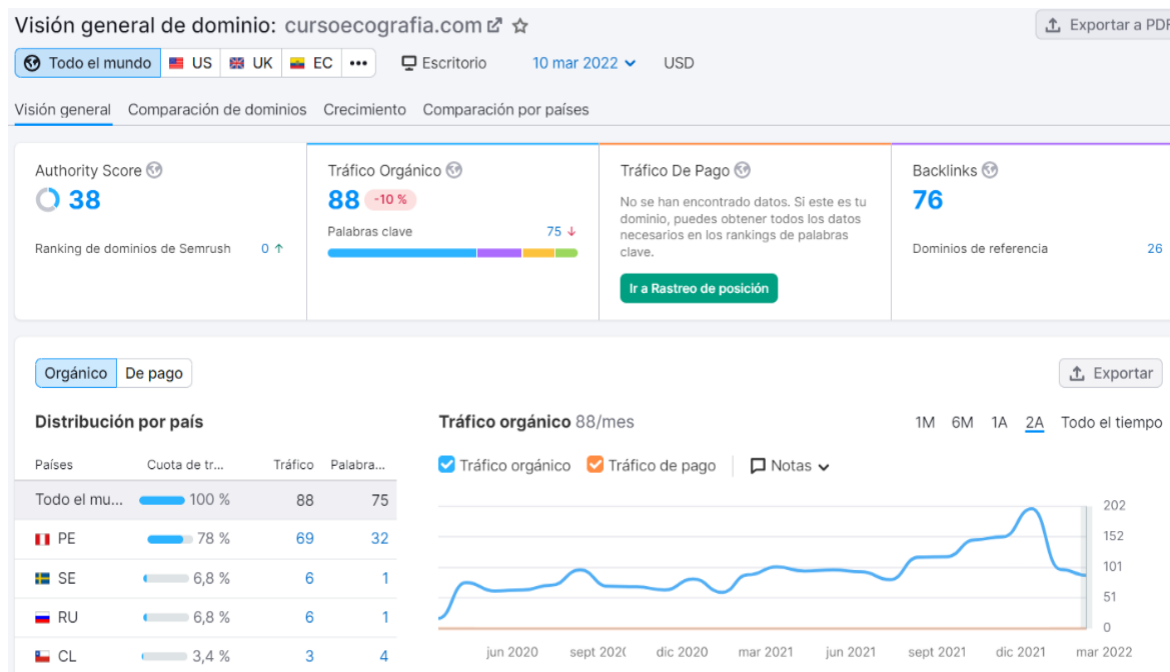 Visión general de dominio: cursoecografia.com
Exportar a PDF
Todo el mundo US UK EC ••• Escritorio 10 mar 2022 USD
Visión general Comparación de dominios Crecimiento Comparación por países
Authority Score
38
Ranking de dominios de Semrush 0 ↑
Tráfico Orgánico
88 -10 %
Palabras clave 75 ↓
Tráfico De Pago
No se han encontrado datos. Si este es tu
dominio, puedes obtener todos los datos
necesarios en los rankings de palabras
clave.
Ir a Rastreo de posición
Backlinks
76
Dominios de referencia 26
Orgánico De pago
Exportar
Distribución por país
Países Cuota de tr... Tráfico Palabra...
Todo el mu... 100 % 88 75
PE 78 % 69 32
SE 6,8 % 6 1
RU 6,8 % 6 1
CL 3,4 % 3 4
Tráfico orgánico 88/mes
1M 6M 1A 2A Todo el tiempo
Tráfico orgánico Tráfico de pago Notas
202
152
101
51
0
jun 2020 sept 202( dic 2020 mar 2021 jun 2021 sept 2021 dic 2021 mar 2022